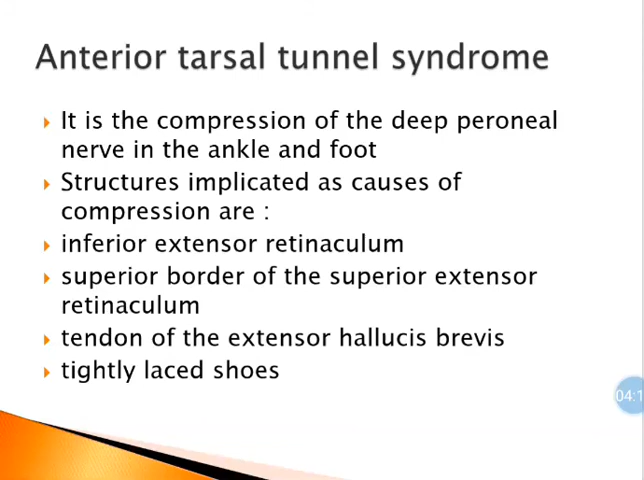 Anterior tarsal tunnel syndrome
It is the compression of the deep peroneal
nerve in the ankle and foot
Structures implicated as causes of
compression are :
inferior extensor retinaculum
superior border of the superior extensor
retinaculum
tendon of the extensor hallucis brevis
tightly laced shoes
04:1